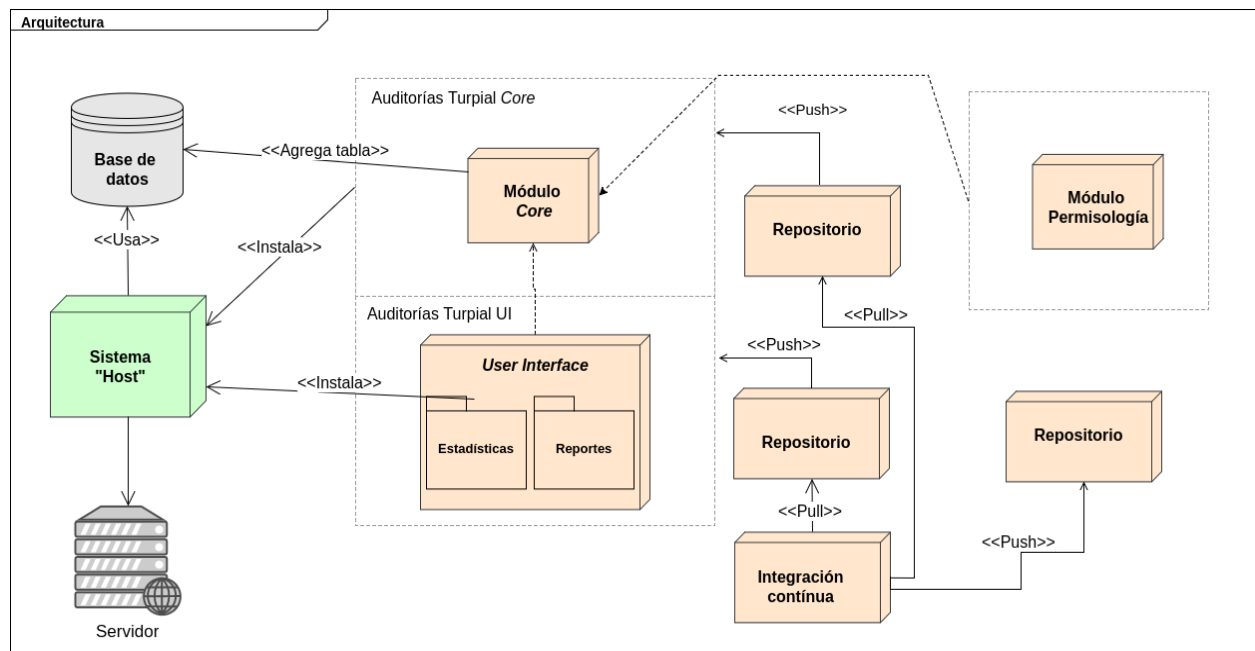 Arquitectura
Auditorías Turpial Core
<<Push>>
Base de
datos
<<Agrega tabla>>
Módulo
Core
Módulo
Permisología
Repositorio
<<Usa>>
<<Instala>>
Auditorías Turpial UI
<<Pull>>
<<Push>>
Sistema
"Host"
User Interface
<<Instala>>
Estadísticas
Reportes
Repositorio
Repositorio
<<Pull>>
<<Push>>
Integración
contínua
Servidor